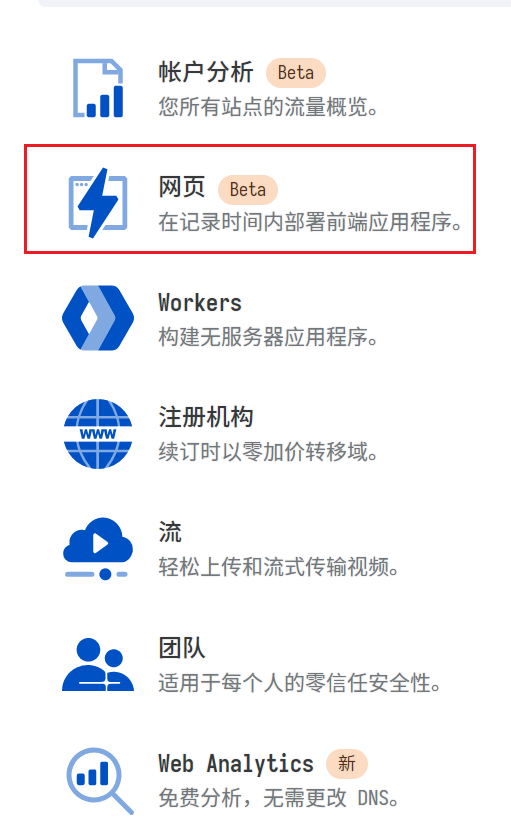 帐户分析 Beta
您所有站点的流量概览。
网页 Beta
在记录时间内部署前端应用程序。
Workers
构建无服务器应用程序。
www
注册机构
续订时以零加价转移域。
流
轻松上传和流式传输视频。
团队
适用于每个人的零信任安全性。
Web Analytics 新
免费分析，无需更改 DNS。